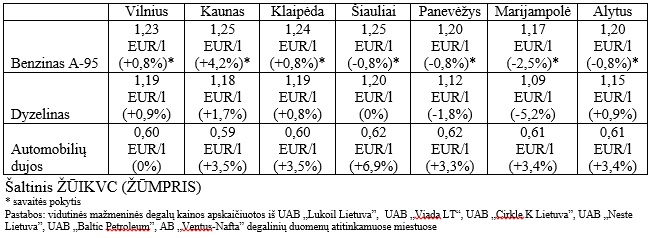 Vilnius Kaunas Klaipėda Šiauliai Panevėžys Marijampolė Alytus
1,23 1,25 1,24 1,25 1,20 1,17 1,20
EUR/l EUR/l EUR/l EUR/l EUR/l EUR/l EUR/l
Benzinas A-95 (+0,8%)* (+4,2%)* (+0,8%)* (-0,8%)* (-0,8%)* (-2,5%)* (-0,8%)*
1,19 1,18 1,19 1,20 1,12 1,09 1,15
EUR/l EUR/l EUR/l EUR/l EUR/l EUR/l EUR/l
Dyzelinas (+0,9%) (+1,7%) (+0,8%) (0%) (-1,8%) (-5,2%) (+0,9%)
0,60 0,59 0,60 0,62 0,62 0,61 0,61
Automobilių EUR/l EUR/l EUR/l EUR/l EUR/l EUR/l EUR/l
dujos (0%) (+3,5%) (+3,5%) (+6,9%) (+3,3%) (+3,4%) (+3,4%)
Šaltinis ŽŪIKVC (ŽŪMPRIS)
* savaitės pokytis
Pastabos: vidutinės mažmeninės degalų kainos apskaičiuotos iš UAB „Lukoil Lietuva”, UAB „Viada LT“, UAB „Cirkle K Lietuva”, UAB „Neste
Lietuva”, UAB „Baltic Petroleum”, AB „Ventus-Nafta” degalinių duomenų atitinkamuose miestuose